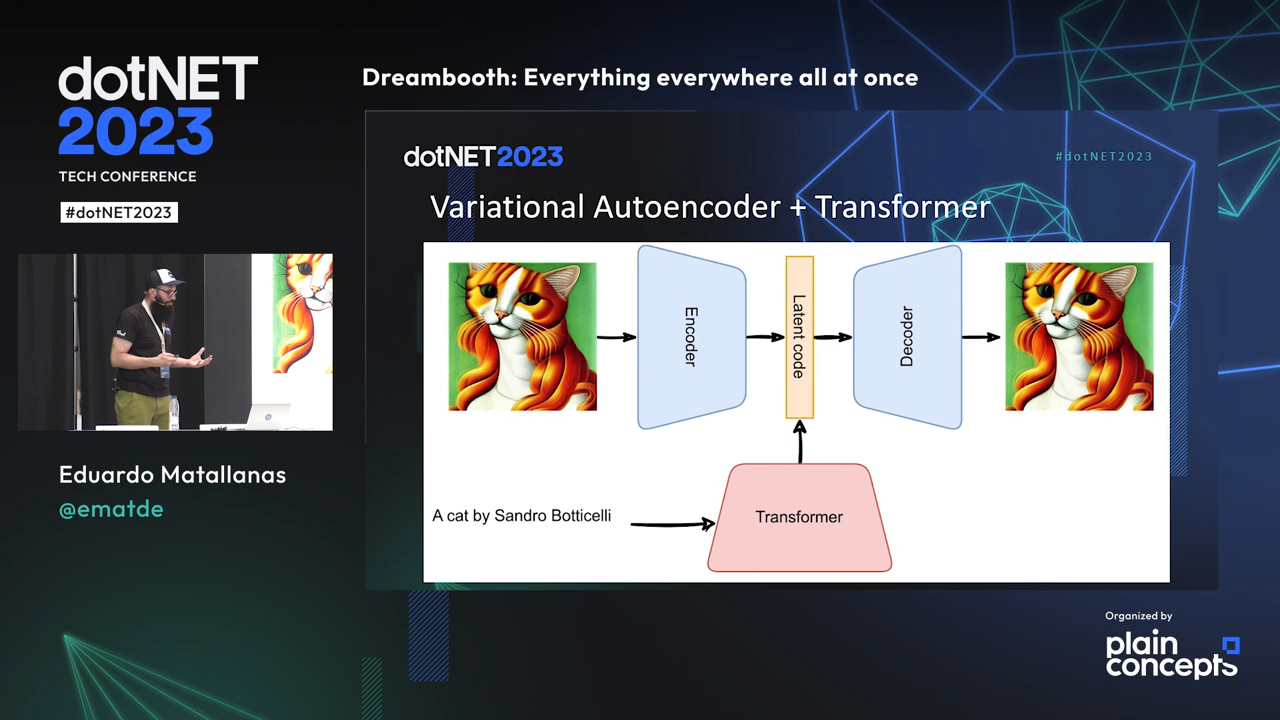 dotNET
2023
TECH CONFERENCE
#dotNET2023
Dreambooth: Everything everywhere all at once
dotNET2023
#dotNET2023
Variational Autoencoder + Transformer
Encoder
Latent code
Decoder
A cat by Sandro Botticelli
Transformer
Eduardo Matallanas
@ematde
Organized by
plain
concepts